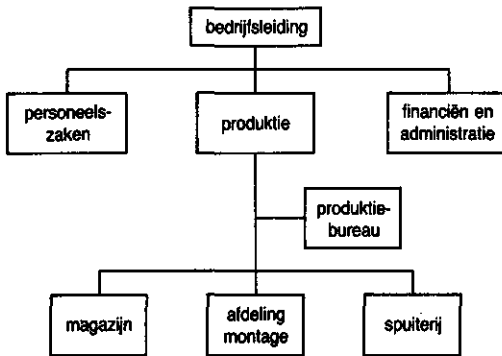 bedrijfsleiding
personeels-
zaken
produktie
financiën en
administratie
produktie-
bureau
magazijn
afdeling
montage
spuiterij